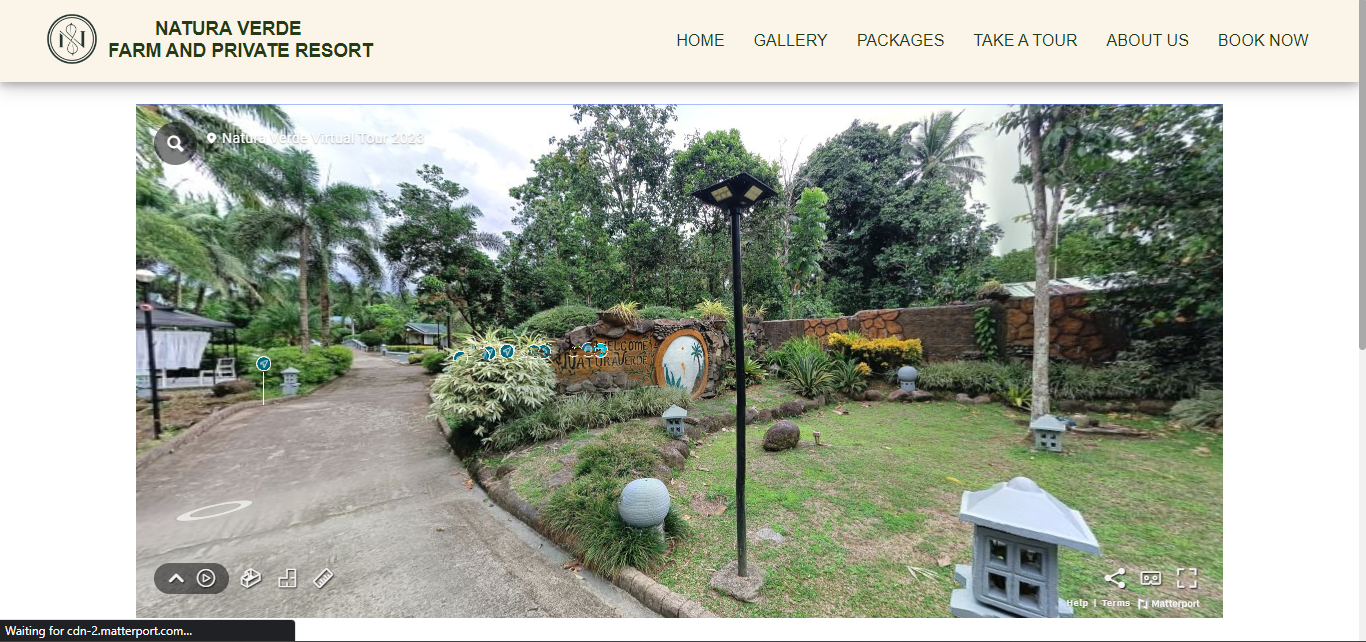 NATURA VERDE
FARM AND PRIVATE RESORT
HOME GALLERY PACKAGES TAKE A TOUR ABOUT US BOOK NOW
Natura Verde Virtual Tour 2023
WELCOME
NATURA VERDE
Help | Terms Matterport
Waiting for cdn-2.matterport.com...